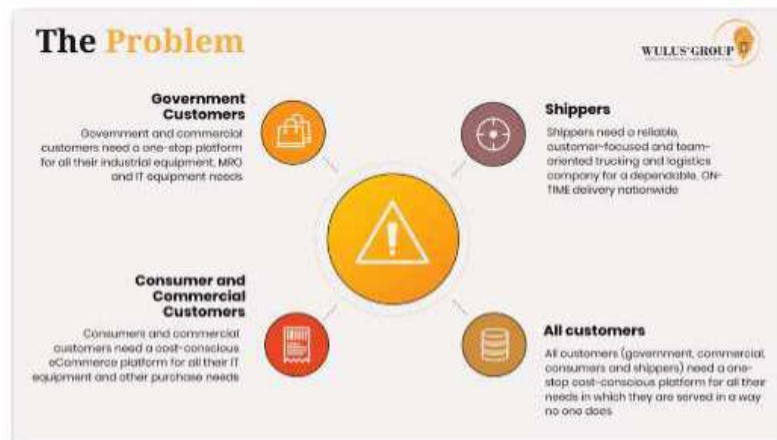 The Problem
WULUS' GROUP
Government
Customers
Government and commercial
customers need a one-stop platform
for all their industrial equipment, MRO
and IT equipment needs
Shippers
Shippers need a reliable,
customer-focused and team-
oriented trucking and logistics
company for a dependable, ON-
TIME delivery nationwide
Consumer and
Commercial
Customers
Consumers and commercial
customers need a cost-conscious
eCommerce platform for all their IT
equipment and other purchase needs
All customers
All customers (government, commercial,
consumers and shippers) need a one-
stop cost-conscious platform for all their
needs in which they are served in a way
no one does